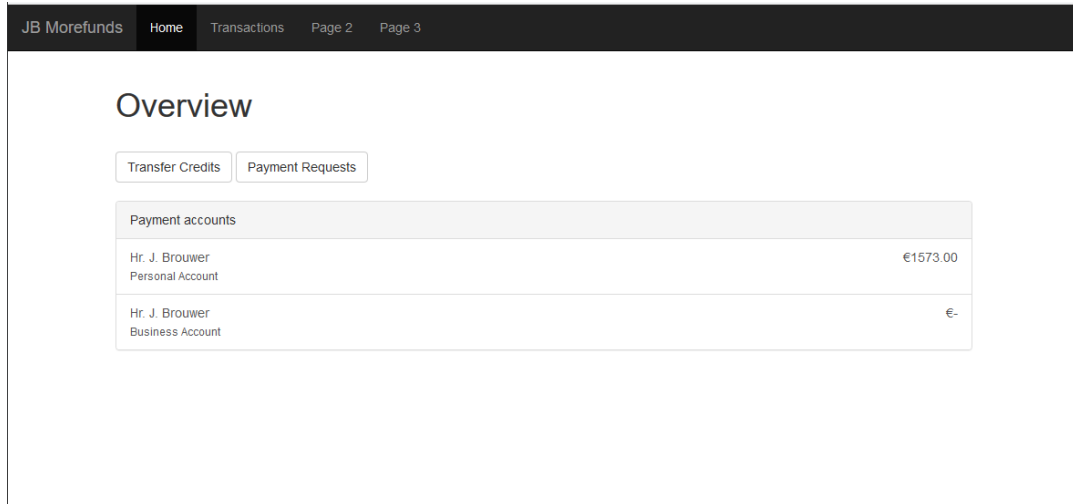 JB Morefunds Home Transactions Page 2 Page 3
Overview
Transfer Credits Payment Requests
Payment accounts
Hr. J. Brouwer €1573.00
Personal Account
Hr. J. Brouwer €-
Business Account